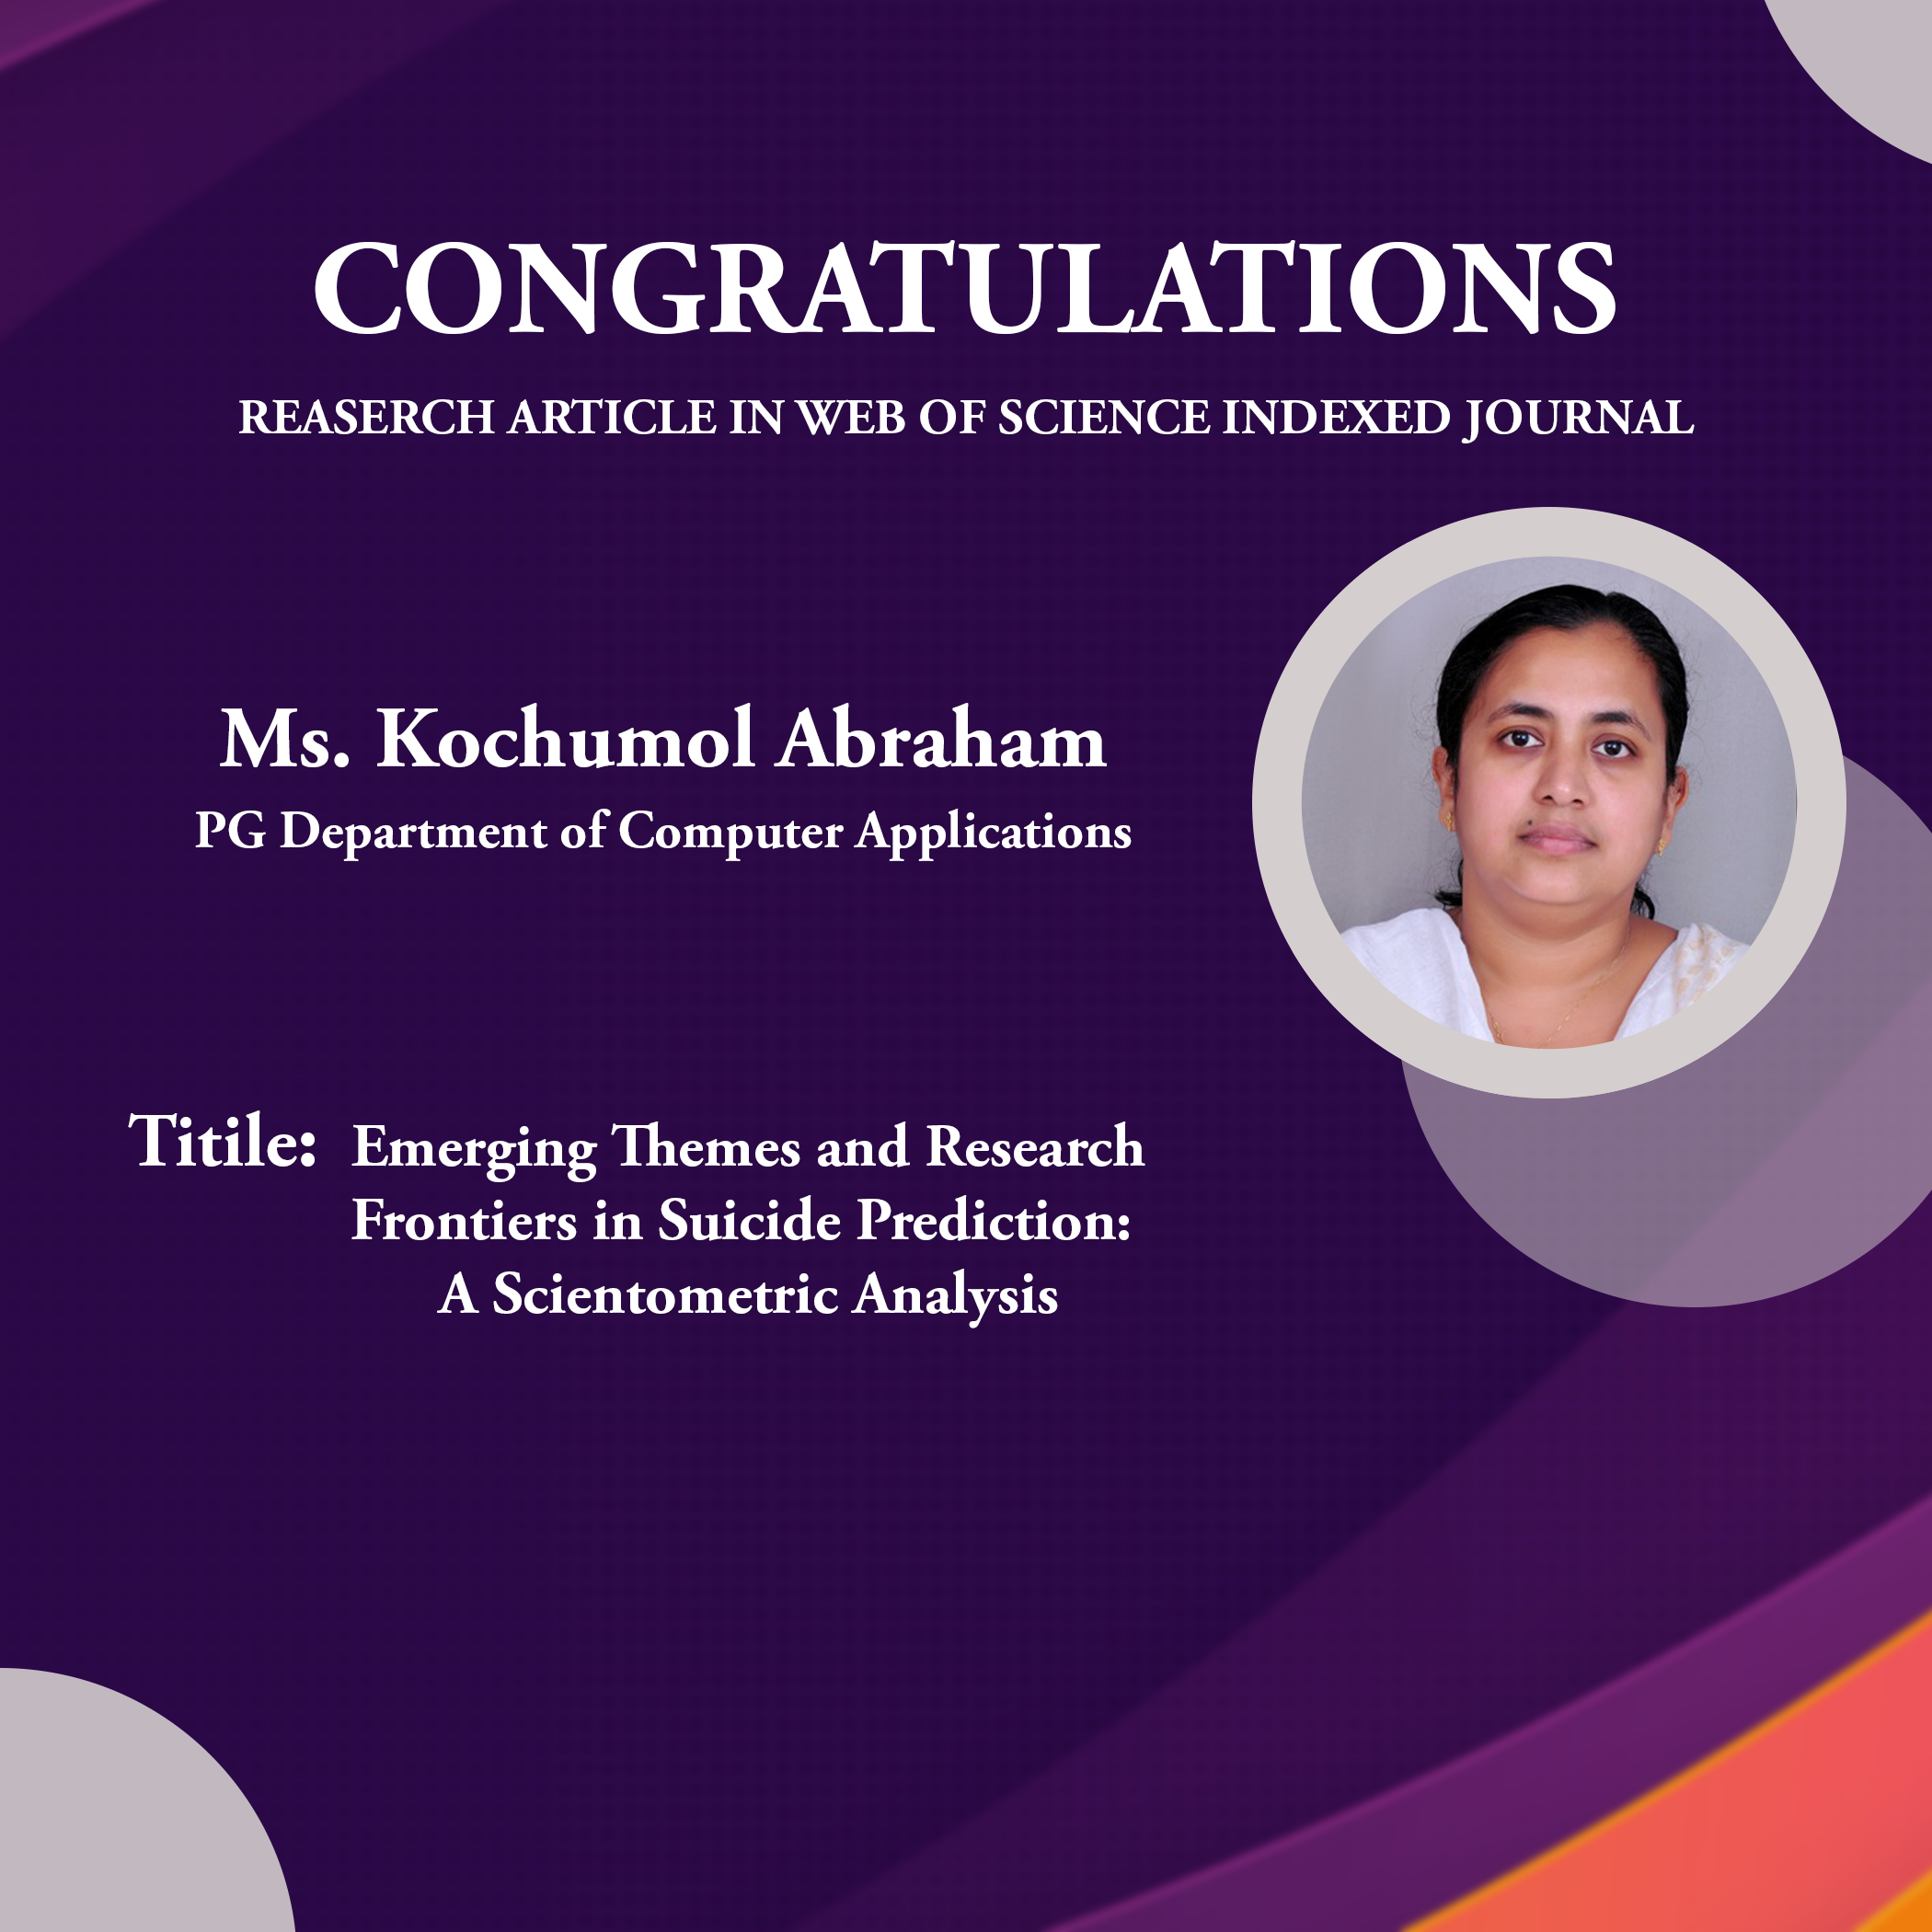 CONGRATULATIONS
REASERCH ARTICLE IN WEB OF SCIENCE INDEXED JOURNAL
Ms. Kochumol Abraham
PG Department of Computer Applications
Titile: Emerging Themes and Research
Frontiers in Suicide Prediction:
A Scientometric Analysis